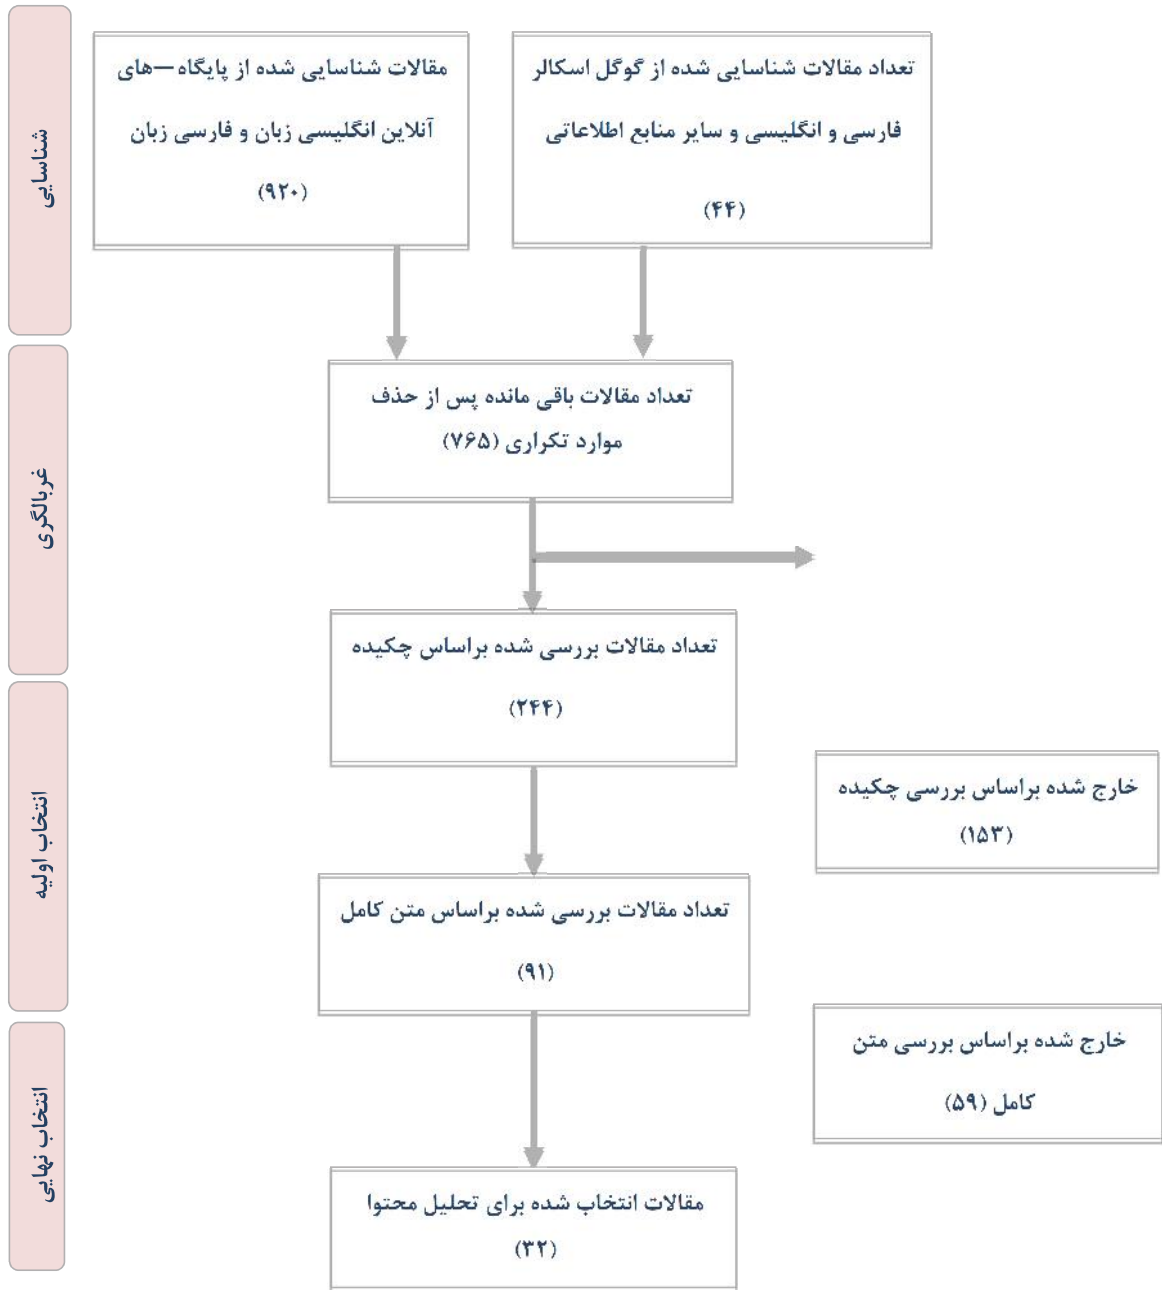 شناسایی
تعداد مقالات شناسایی شده از گوگل اسکالر
فارسی و انگلیسی و سایر منابع اطلاعاتی
(۴۴)
مقالات شناسایی شده از پایگاه—های
آنلاین انگلیسی زبان و فارسی زبان
(۹۲۰)
غربالگری
تعداد مقالات باقی مانده پس از حذف
موارد تکراری (۷۶۵)
تعداد مقالات بررسی شده براساس چکیده
(۲۴۴)
انتخاب اولیه
خارج شده براساس بررسی چکیده
(۱۵۳)
تعداد مقالات بررسی شده براساس متن کامل
(۹۱)
انتخاب نهایی
خارج شده براساس بررسی متن
کامل (۵۹)
مقالات انتخاب شده برای تحلیل محتوا
(۳۲)